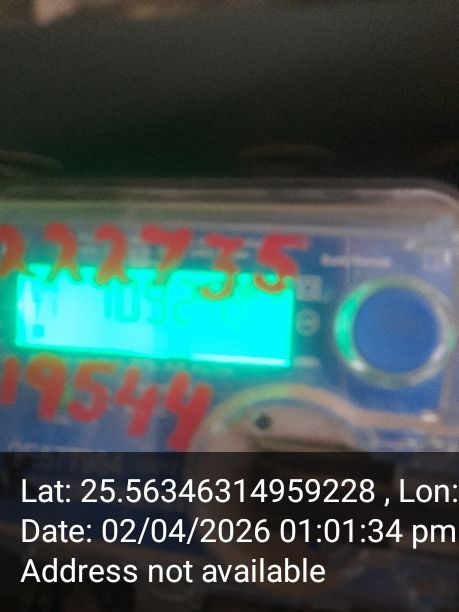 222735
19544
Lat: 25.56346314959228 , Lon:
Date: 02/04/2026 01:01:34 pm
Address not available